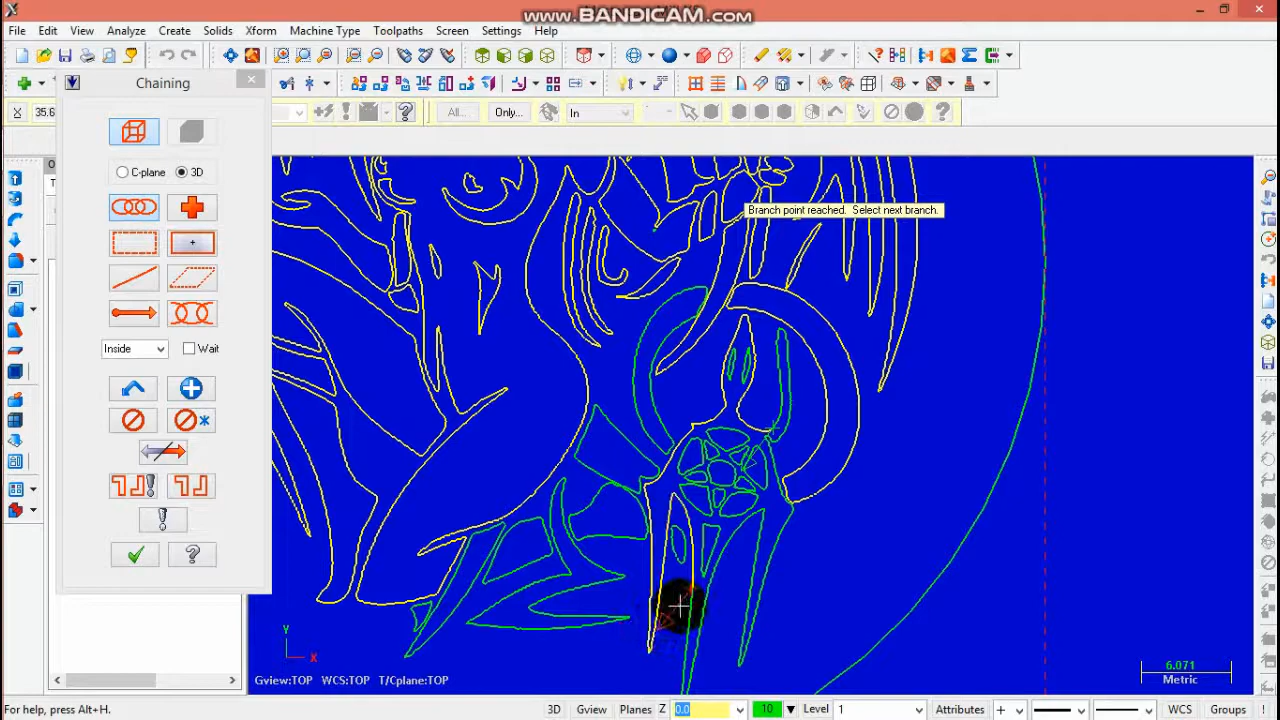 www.BANDICAM.com
File Edit View Analyze Create Solids Xform Machine Type Toolpaths Screen Settings Help
Chaining
35.6
All...
Only...
In
C-plane
3D
Branch point reached. Select next branch.
Inside
Wait
Y
X
Gview:TOP WCS:TOP T/Cplane:TOP
6.071
Metric
For help, press Alt+H.
3D Gview Planes Z 0.0 10 Level 1 Attributes WCS Groups